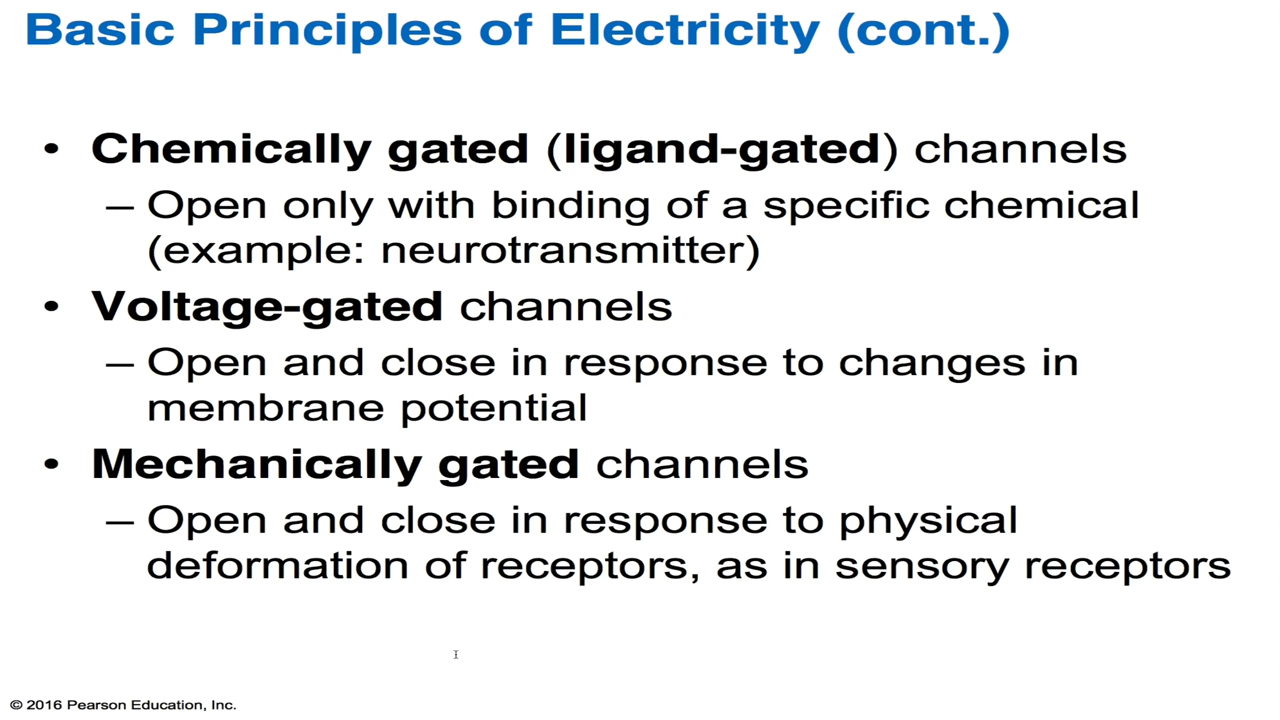 Basic Principles of Electricity (cont.)
• Chemically gated (ligand-gated) channels
– Open only with binding of a specific chemical
(example: neurotransmitter)
• Voltage-gated channels
– Open and close in response to changes in
membrane potential
• Mechanically gated channels
– Open and close in response to physical
deformation of receptors, as in sensory receptors
© 2016 Pearson Education, Inc.